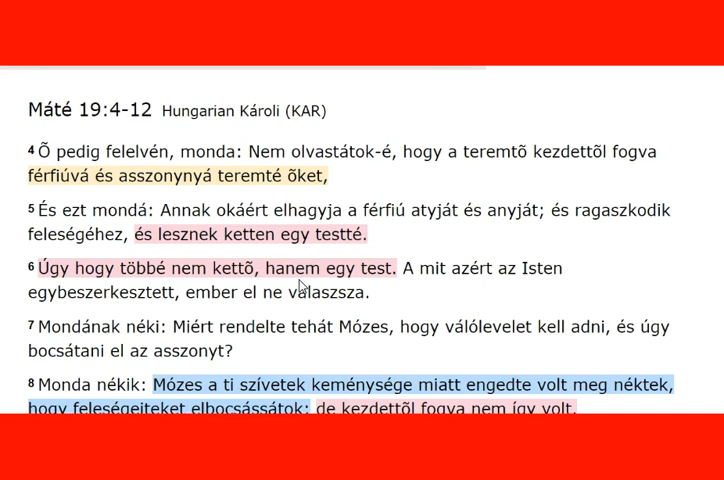 Máté 19:4-12 Hungarian Károli (KAR)
4 Õ pedig felelvén, monda: Nem olvastátok-é, hogy a teremtõ kezdettõl fogva
férfiúvá és asszonynyá teremté õket,
5 És ezt mondá: Annak okáért elhagyja a férfiú atyját és anyját; és ragaszkodik
feleségéhez, és lesznek ketten egy testté.
6 Úgy hogy többé nem kettõ, hanem egy test. A mit azért az Isten
egybeszerkesztett, ember el ne válaszsza.
7 Mondának néki: Miért rendelte tehát Mózes, hogy válólevelet kell adni, és úgy
bocsátani el az asszonyt?
8 Monda nékik: Mózes a ti szívetek keménysége miatt engedte volt meg néktek,
hogy feleségeiteket elbocsássátok; de kezdettõl fogva nem így volt.